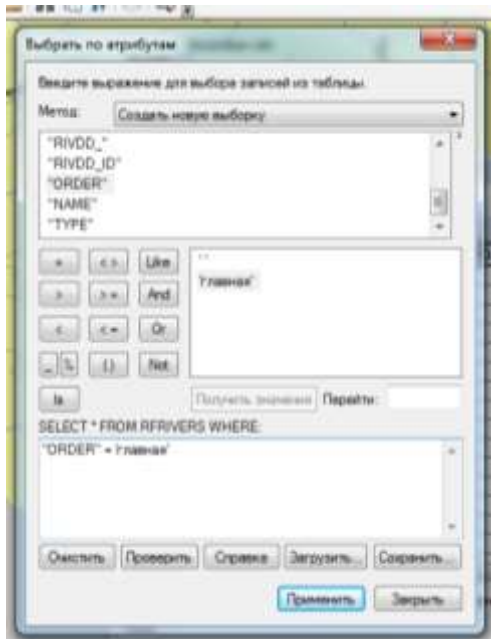 Выбрать по атрибутам
Введите выражение для выбора записей из таблицы.
Метод: Создать новую выборку
"RIVDD_"
"RIVDD_ID"
"ORDER"
"NAME"
"TYPE"
= < > Like
' '
'главная'
> > = And
< < = Or
_ % () Not
Is Получить значения Перейти:
SELECT * FROM RFRIVERS WHERE:
"ORDER" = 'главная'
Очистить Проверить Справка Загрузить... Сохранить...
Применить Закрыть